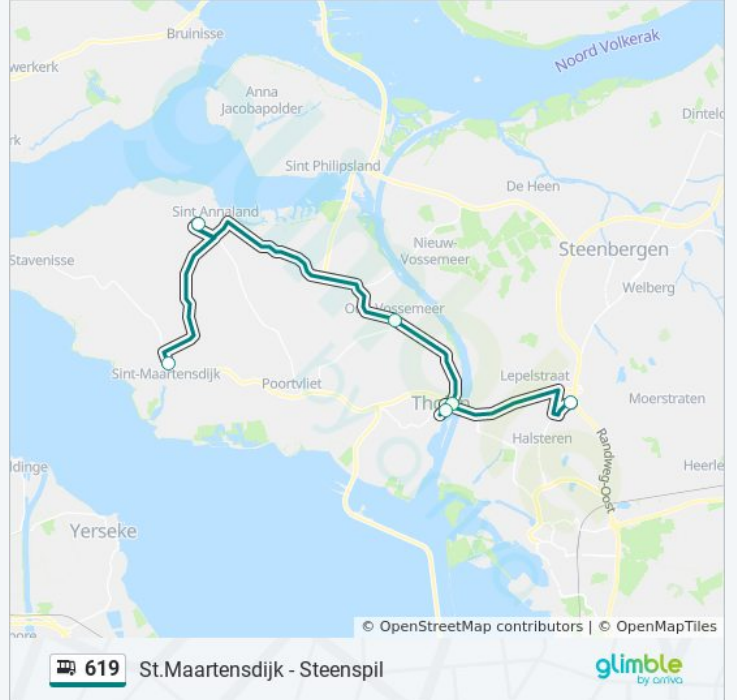 Bruinisse
Noord Volkerak
werkerk
Anna
Jacobapolder
rk
Sint Philipsland
De Heen
Sint Annaland
Nieuw-
Vossemeer
Steenbergen
Stavenisse
Welberg
Vossemeer
Sint-Maartensdijk
Poortvliet
Lepelstraat
Moerstraten
Halsteren
Randweg-Oost
ldinge
Heerle
Yerseke
© OpenStreetMap contributors | © OpenMapTiles
619 St.Maartensdijk - Steenspil
glimble
by arriva